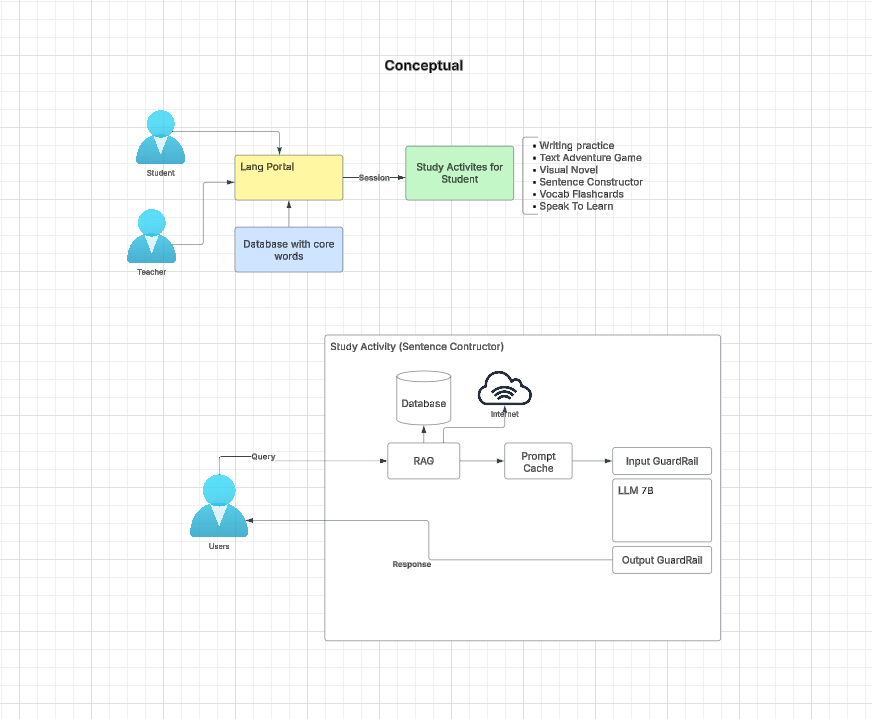 Conceptual
Student
Lang Portal
Session
Study Activites for
Student
• Writing practice
• Text Adventure Game
• Visual Novel
• Sentence Constructor
• Vocab Flashcards
• Speak To Learn
Teacher
Database with core
words
Study Activity (Sentence Contructor)
Database
Internet
Query
RAG
Prompt
Cache
Input GuardRail
LLM 7B
Users
Response
Output GuardRail